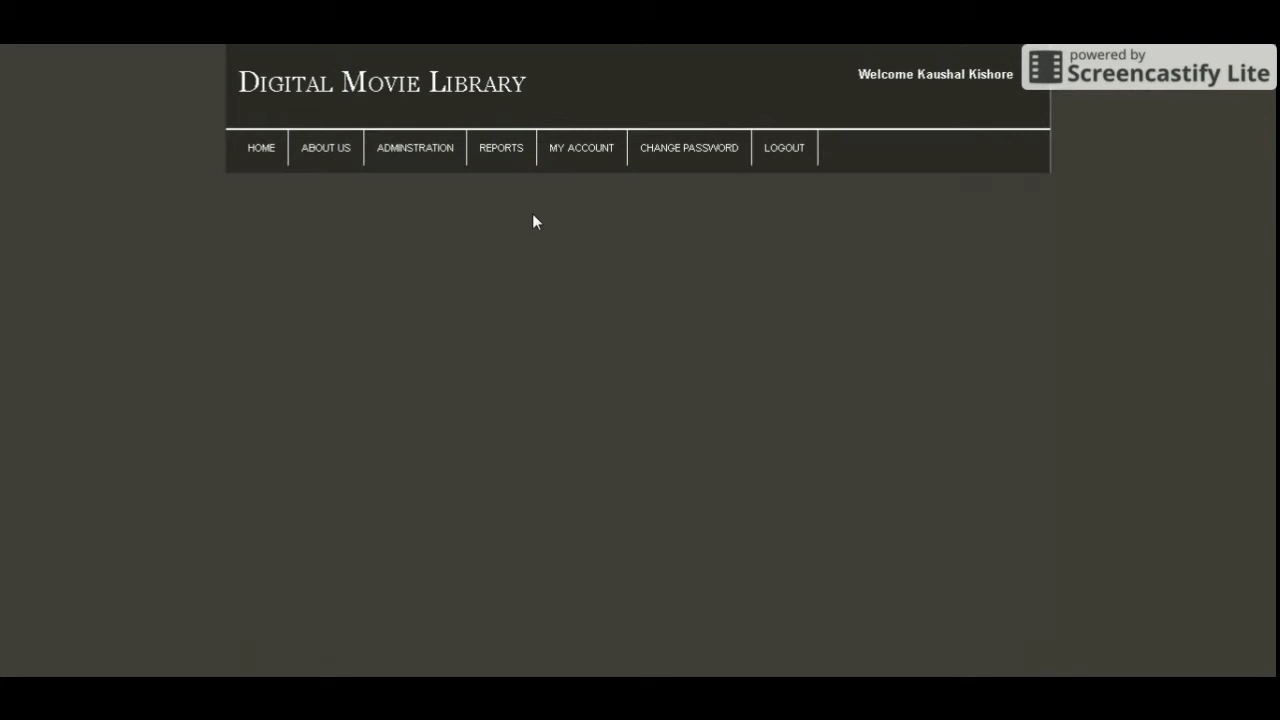 powered by
Screencastify Lite
Digital Movie Library
Welcome Kaushal Kishore
HOME
ABOUT US
ADMINSTRATION
REPORTS
MY ACCOUNT
CHANGE PASSWORD
LOGOUT